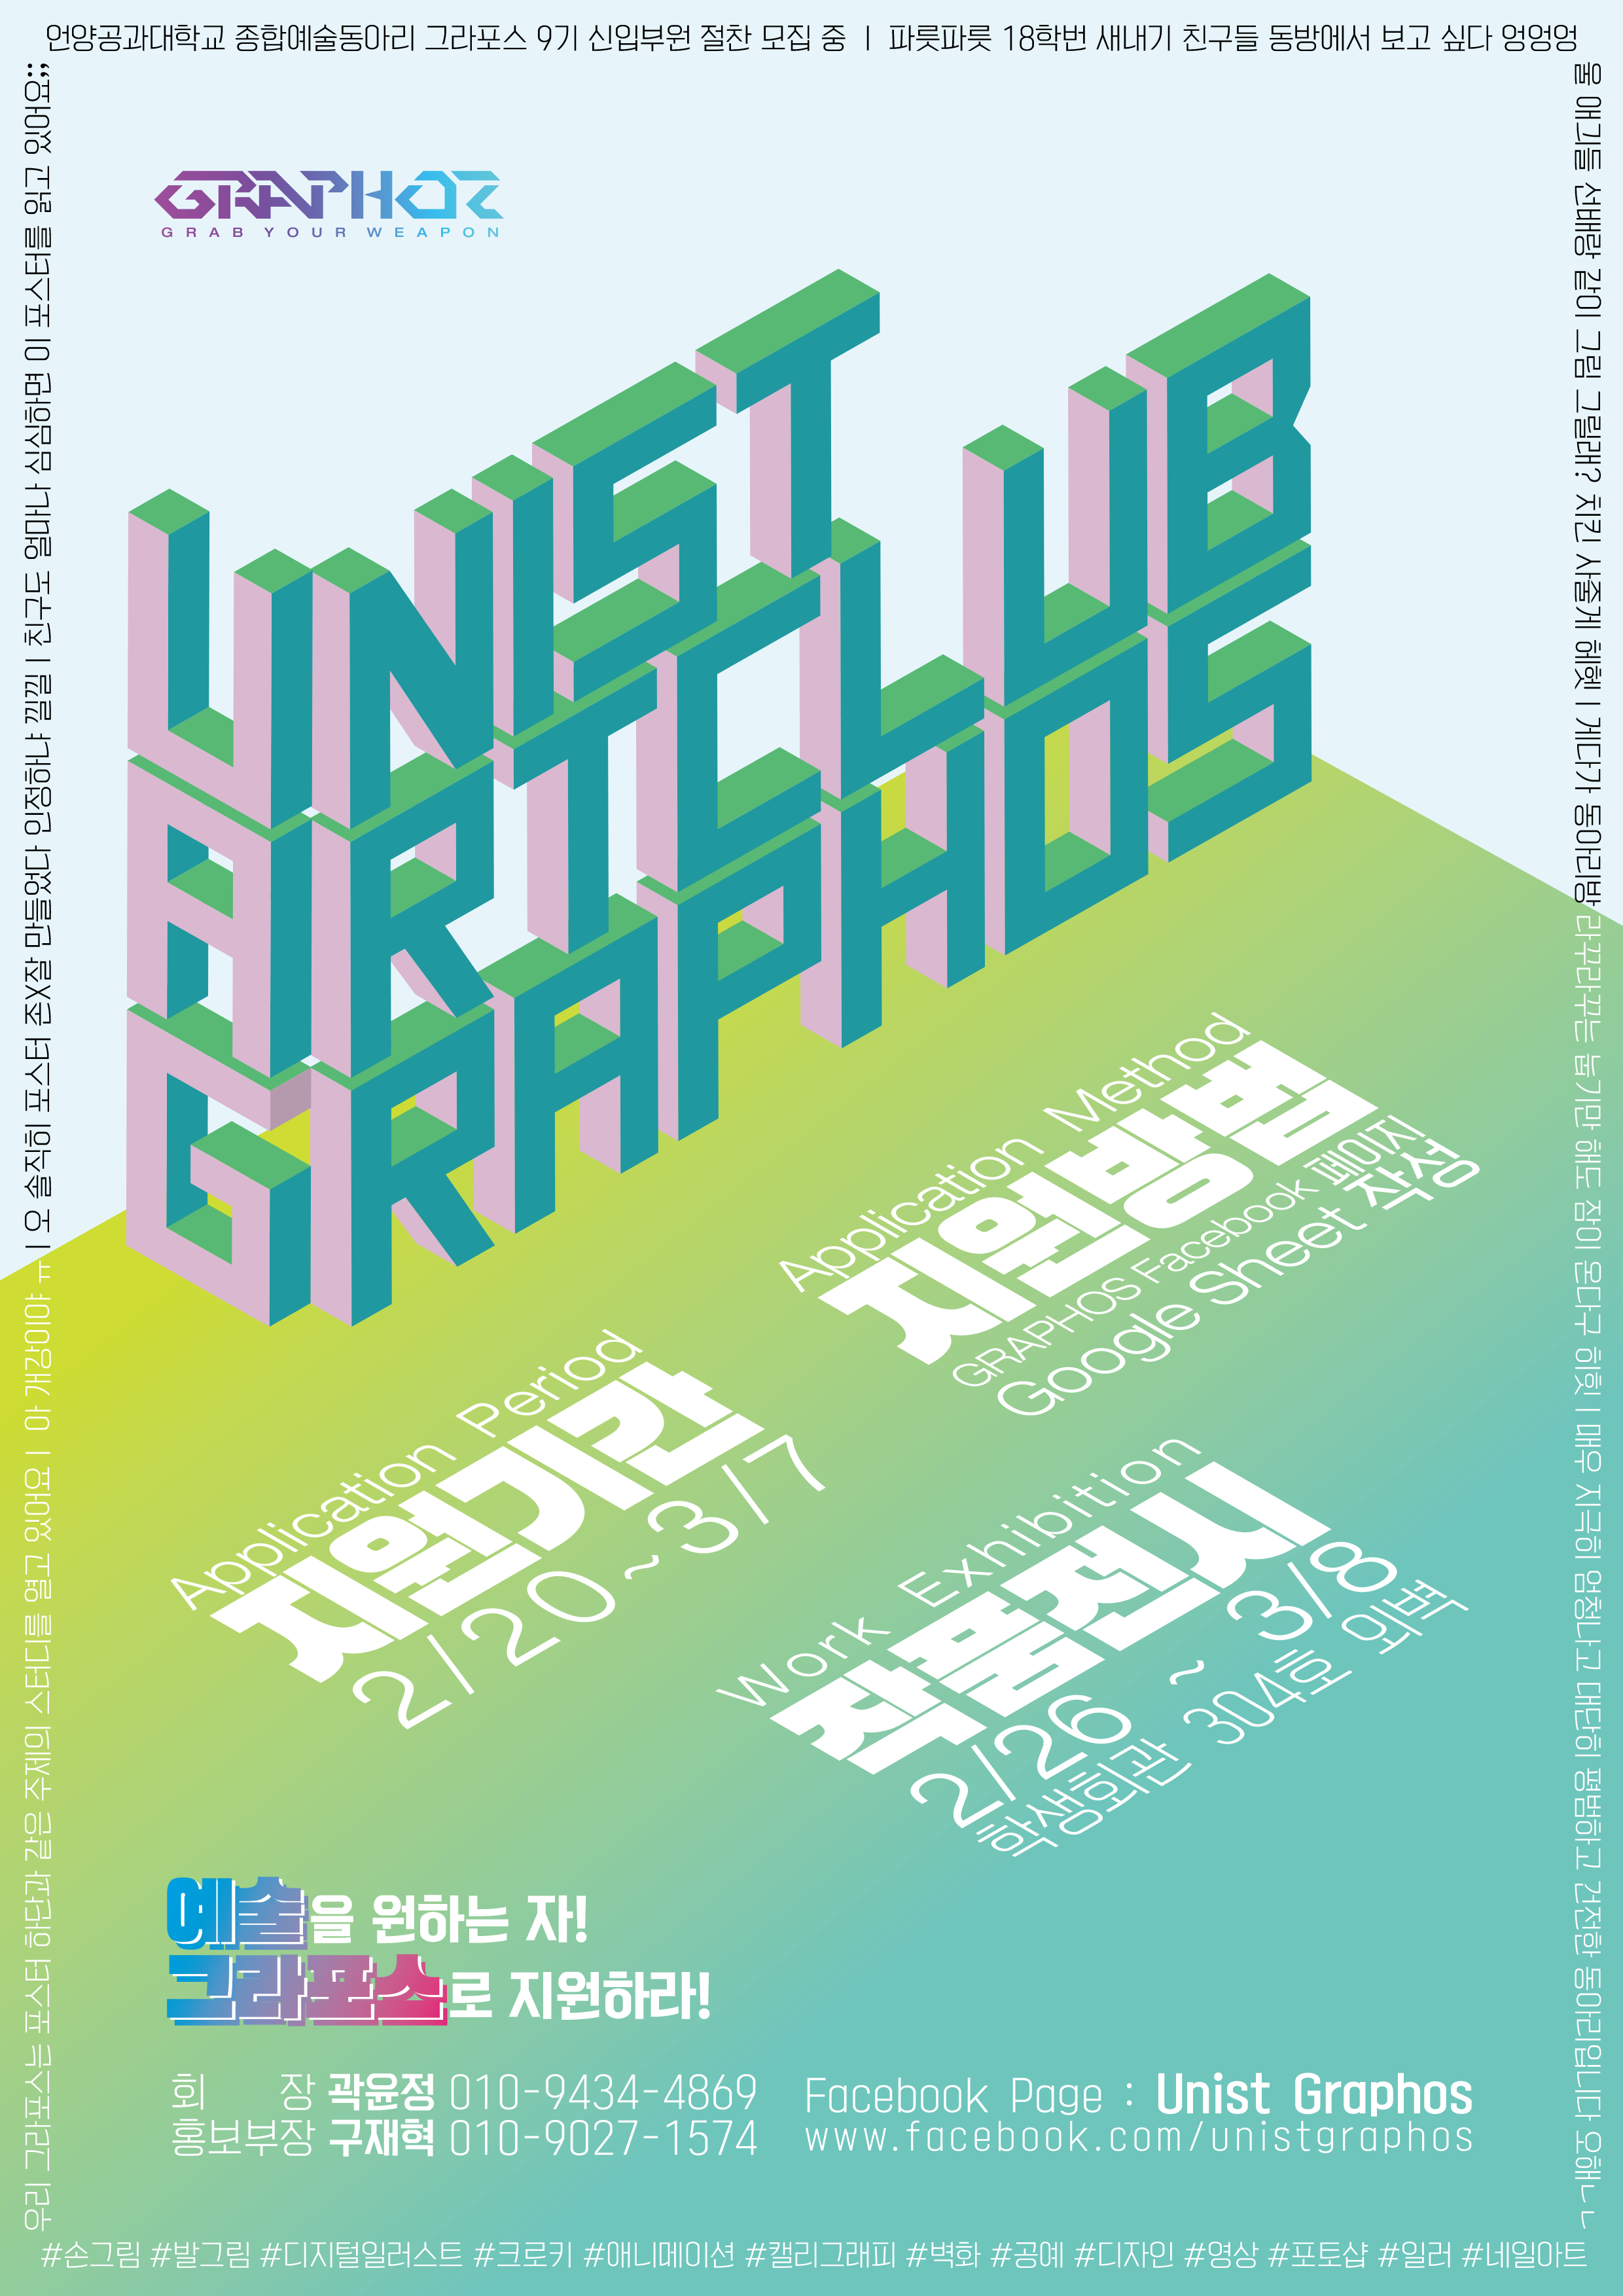 언양공과대학교 종합예술동아리 그라포스 9기 신입부원 절찬 모집 중 ㅣ 파릇파릇 18학번 새내기 친구들 동방에서 보고 싶다 엉엉엉
울 애긔들 선배랑 같이 그림 그릴래? 치킨 사줄게 헤헷 ㅣ 게다가 동아리방 라꾸라꾸는 눕기만 해도 잠이 온다구 히힛 ㅣ 매우 지극히 엄청나고 대단히 평범하고 건전한 동아리입니다 오해ㄴㄴ
우리 그라포스는 포스터 하단과 같은 주제의 스터디를 열고 있어요 ㅣ 아 개강이야 ㅠ ㅣ 오 솔직히 포스터 존X잘 만들었다 인정하냐 낄낄 ㅣ 친구도 얼마나 심심하면 이 포스터를 읽고 있어요;;
GRAPHOS
GRAB YOUR WEAPON
UNIST
ART CLUB
GRAPHOS
Application Method
지원방법
GRAPHOS Facebook 페이지
Google Sheet 작성
Application Period
지원기간
2/20~3/7
Work Exhibition
작품전시
2/26 ~ 3/8
학생회관 304호 옆
예술을 원하는 자!
그라포스로 지원하라!
회 장 곽윤정 010-9434-4869
홍보부장 구재혁 010-9027-1574
Facebook Page : Unist Graphos
www.facebook.com/unistgraphos
#손그림 #발그림 #디지털일러스트 #크로키 #애니메이션 #캘리그래피 #벽화 #공예 #디자인 #영상 #포토샵 #일러 #네일아트